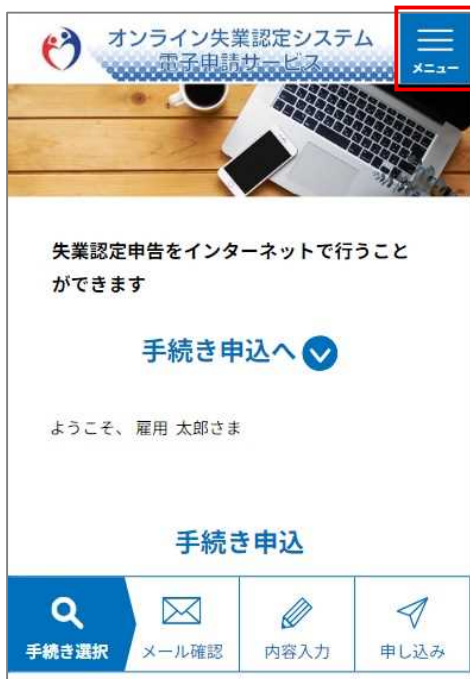 オンライン失業認定システム
電子申請サービス
メニュー
失業認定申告をインターネットで行うこと
ができます
手続き申込へ
ようこそ、 雇用 太郎さま
手続き申込
手続き選択
メール確認
内容入力
申し込み